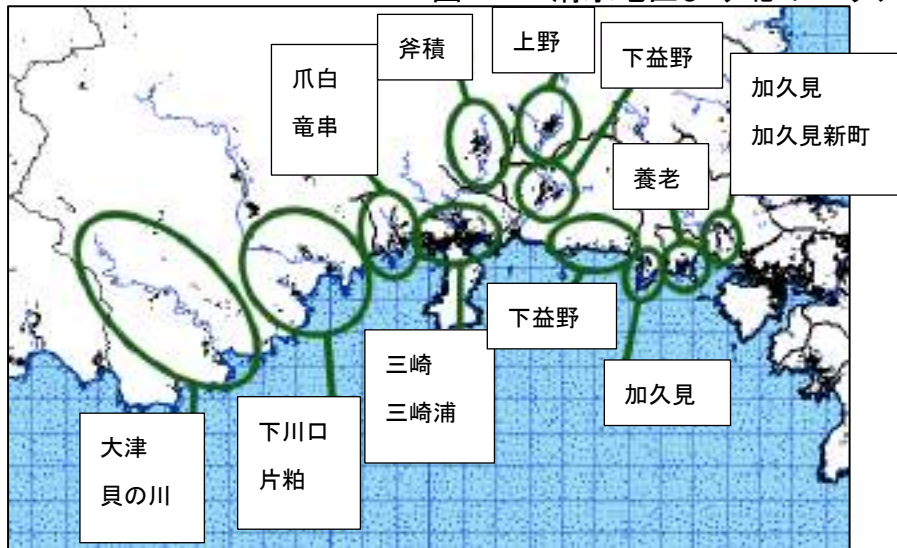 斧積
上野
下益野
爪白
竜串
加久見
加久見新町
養老
下益野
三崎
三崎浦
加久見
大津
貝の川
下川口
片粕